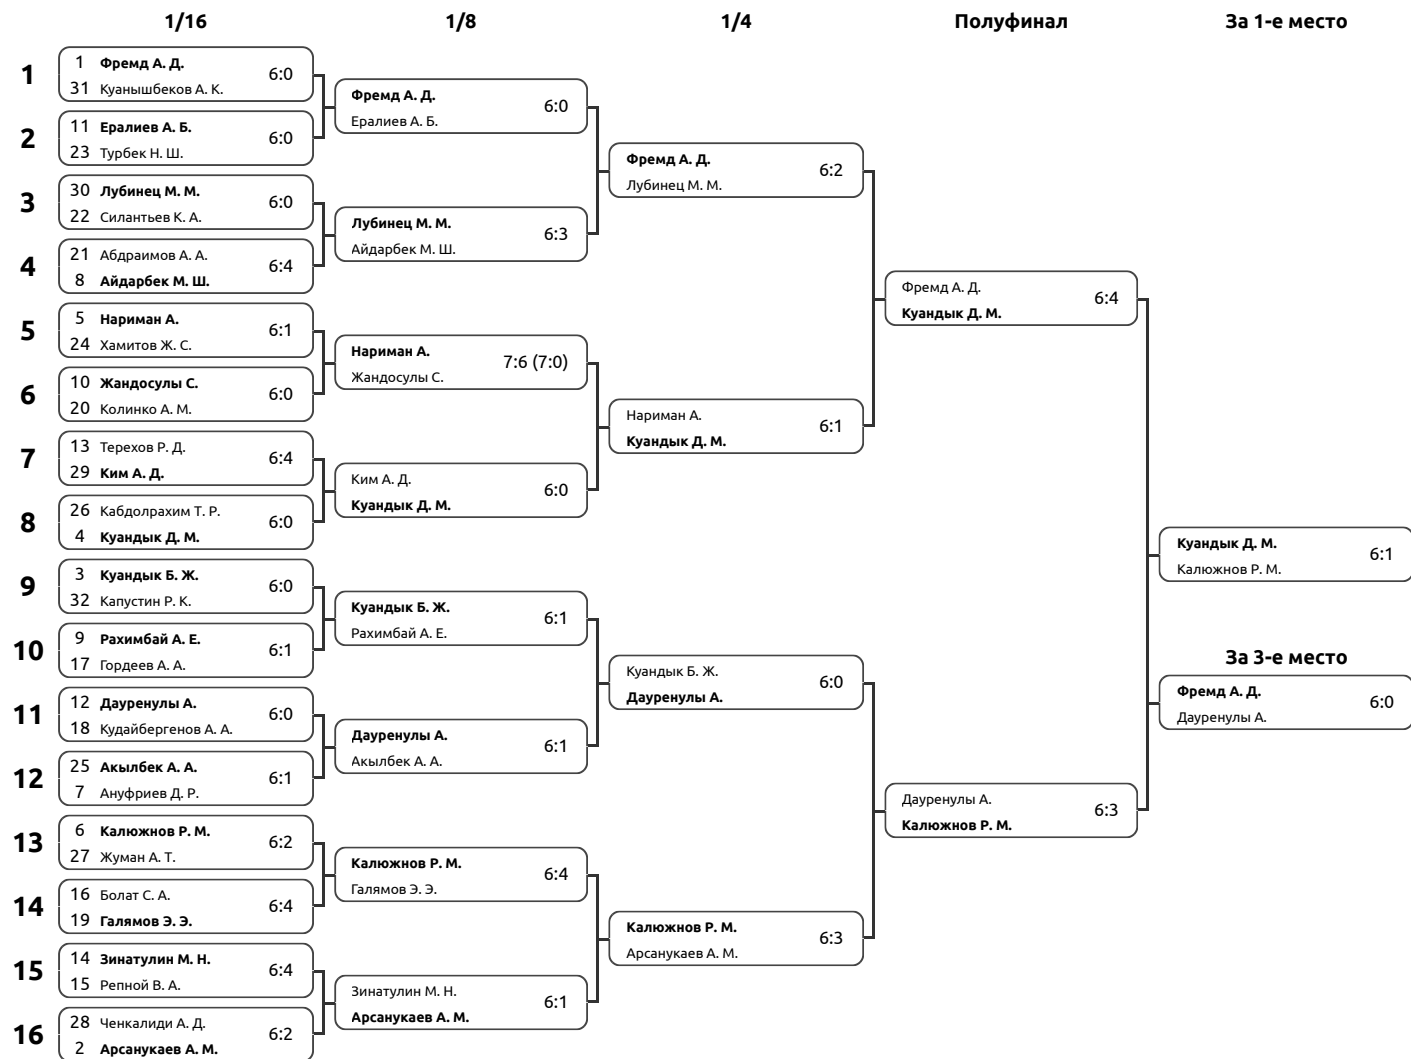 1/16
1/8
1/4
Полуфинал
За 1-е место
1
1 Фремд А. Д. 6:0
31 Куанышбеков А. К.
2
11 Ералиев А. Б. 6:0
23 Турбек Н. Ш.
3
30 Лубинец М. М. 6:0
22 Силантьев К. А.
4
21 Абдраимов А. А. 6:4
8 Айдарбек М. Ш.
5
5 Нариман А. 6:1
24 Хамитов Ж. С.
6
10 Жандосулы С. 6:0
20 Колинко А. М.
7
13 Терехов Р. Д. 6:4
29 Ким А. Д.
8
26 Кабдолрахим Т. Р. 6:0
4 Куандык Д. М.
9
3 Куандык Б. Ж. 6:0
32 Капустин Р. К.
10
9 Рахимбай А. Е. 6:1
17 Гордеев А. А.
11
12 Дауренулы А. 6:0
18 Кудайбергенов А. А.
12
25 Акылбек А. А. 6:1
7 Ануфриев Д. Р.
13
6 Калюжнов Р. М. 6:2
27 Жуман А. Т.
14
16 Болат С. А. 6:4
19 Галямов Э. Э.
15
14 Зинатулин М. Н. 6:4
15 Репной В. А.
16
28 Ченкалиди А. Д. 6:2
2 Арсанукаев А. М.
Фремд А. Д. 6:0
Ералиев А. Б.
Лубинец М. М. 6:3
Айдарбек М. Ш.
Нариман А. 7:6 (7:0)
Жандосулы С.
Ким А. Д. 6:0
Куандык Д. М.
Куандык Б. Ж. 6:1
Рахимбай А. Е.
Дауренулы А. 6:1
Акылбек А. А.
Калюжнов Р. М. 6:4
Галямов Э. Э.
Зинатулин М. Н. 6:1
Арсанукаев А. М.
Фремд А. Д. 6:2
Лубинец М. М.
Нариман А. 6:1
Куандык Д. М.
Куандык Б. Ж. 6:0
Дауренулы А.
Калюжнов Р. М. 6:3
Арсанукаев А. М.
Фремд А. Д. 6:4
Куандык Д. М.
Дауренулы А. 6:3
Калюжнов Р. М.
Куандык Д. М. 6:1
Калюжнов Р. М.
За 3-е место
Фремд А. Д. 6:0
Дауренулы А.